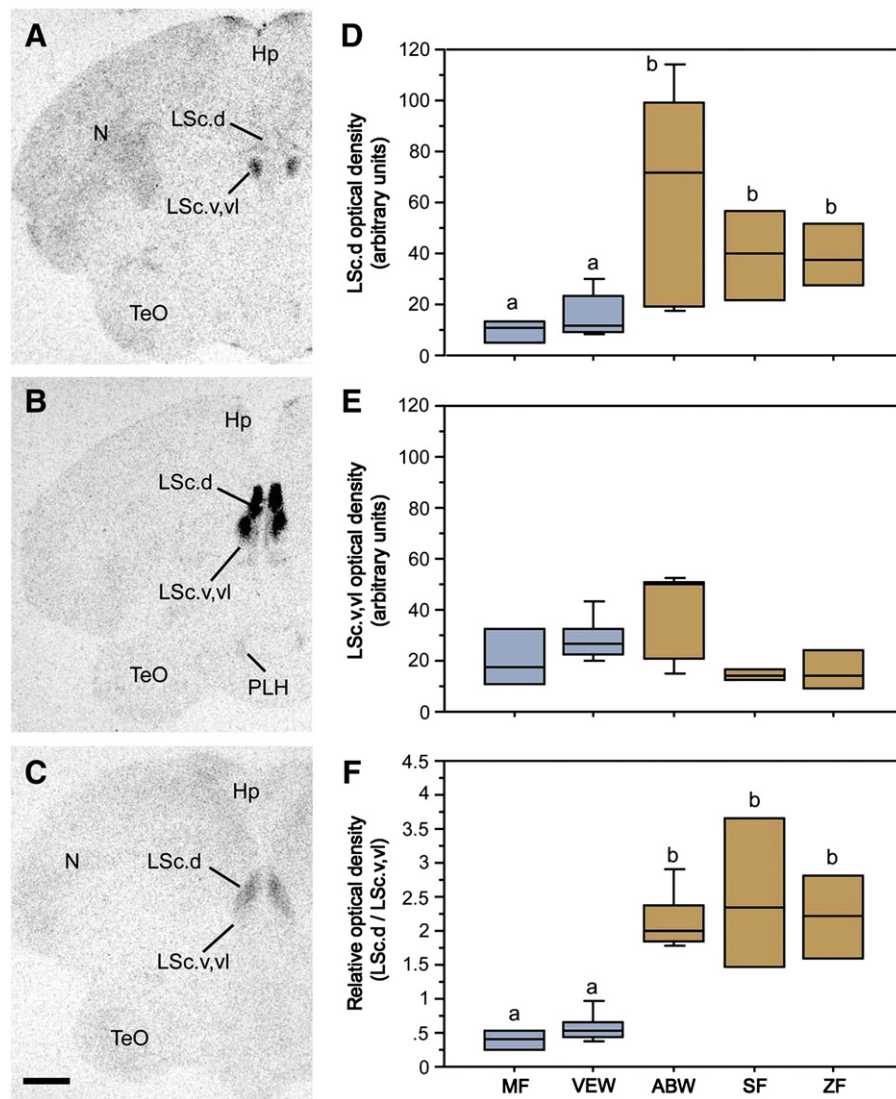 A
Hp
LSc.d
N
LSc.v,vl
TeO
B
Hp
LSc.d
LSc.v,vl
TeO
PLH
C
Hp
N
LSc.d
LSc.v,vl
TeO
D
LSc.d optical density
(arbitrary units)
120
100
80
60
40
20
0
a
a
b
b
b
E
LSc.v,vl optical density
(arbitrary units)
120
100
80
60
40
20
0
F
Relative optical density
(LSc.d / LSc.v,vl)
4.5
4
3.5
3
2.5
2
1.5
1
.5
0
a
a
b
b
b
MF VEW ABW SF ZF